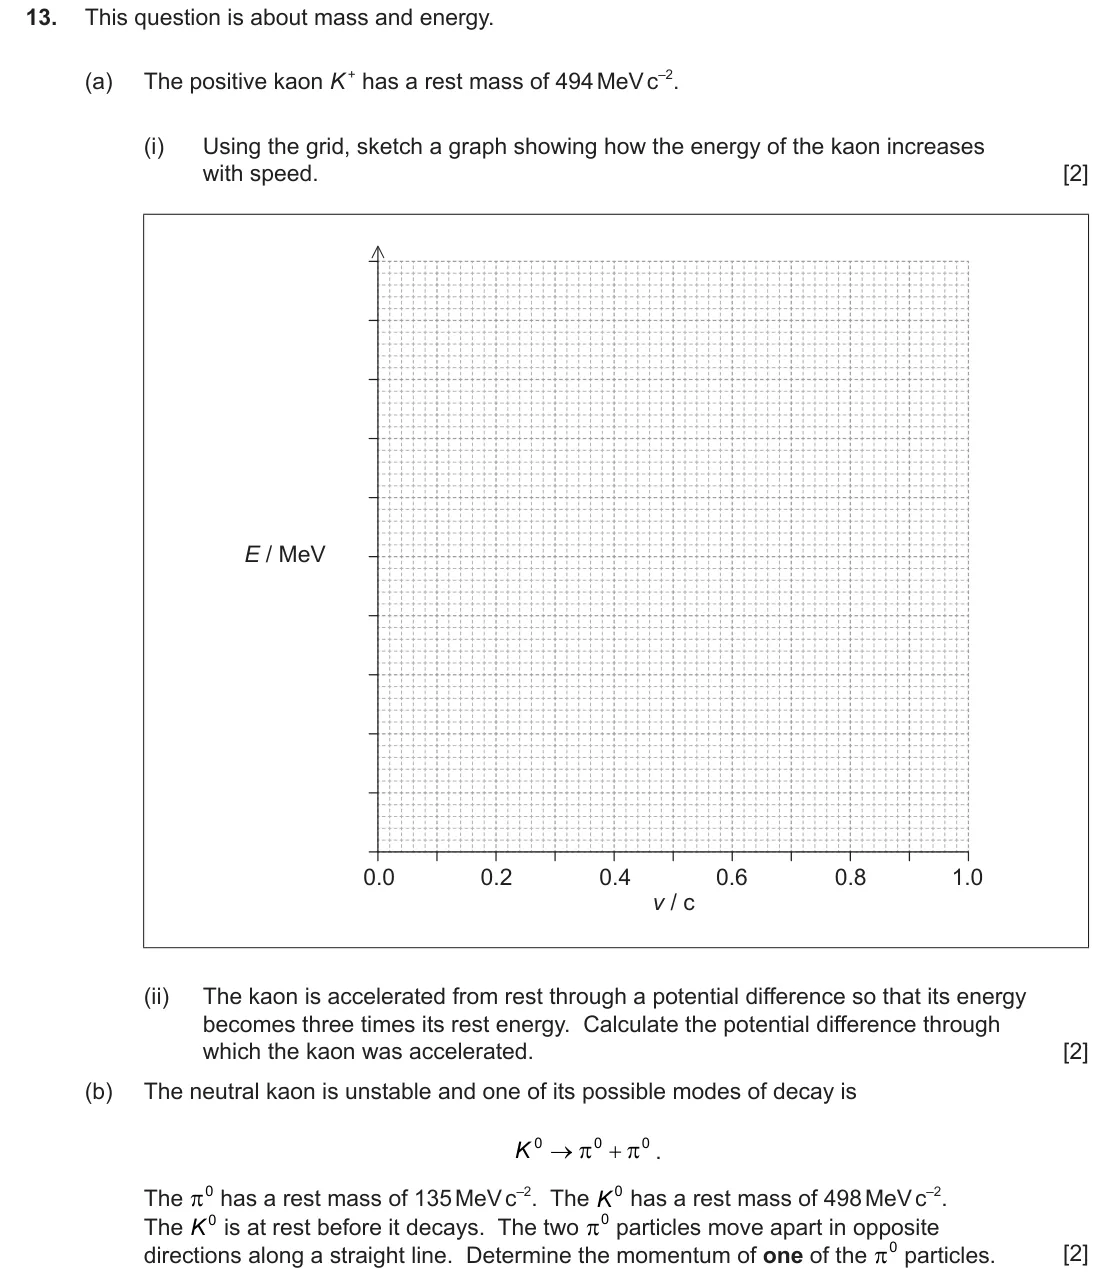 13. This question is about mass and energy.
(a) The positive kaon K⁺ has a rest mass of 494 MeV c⁻².
(i) Using the grid, sketch a graph showing how the energy of the kaon increases
with speed. [2]
E / MeV
0.0 0.2 0.4 0.6 0.8 1.0
v / c
(ii) The kaon is accelerated from rest through a potential difference so that its energy
becomes three times its rest energy. Calculate the potential difference through
which the kaon was accelerated. [2]
(b) The neutral kaon is unstable and one of its possible modes of decay is
K⁰ → π⁰ + π⁰ .
The π⁰ has a rest mass of 135 MeV c⁻². The K⁰ has a rest mass of 498 MeV c⁻².
The K⁰ is at rest before it decays. The two π⁰ particles move apart in opposite
directions along a straight line. Determine the momentum of one of the π⁰ particles. [2]